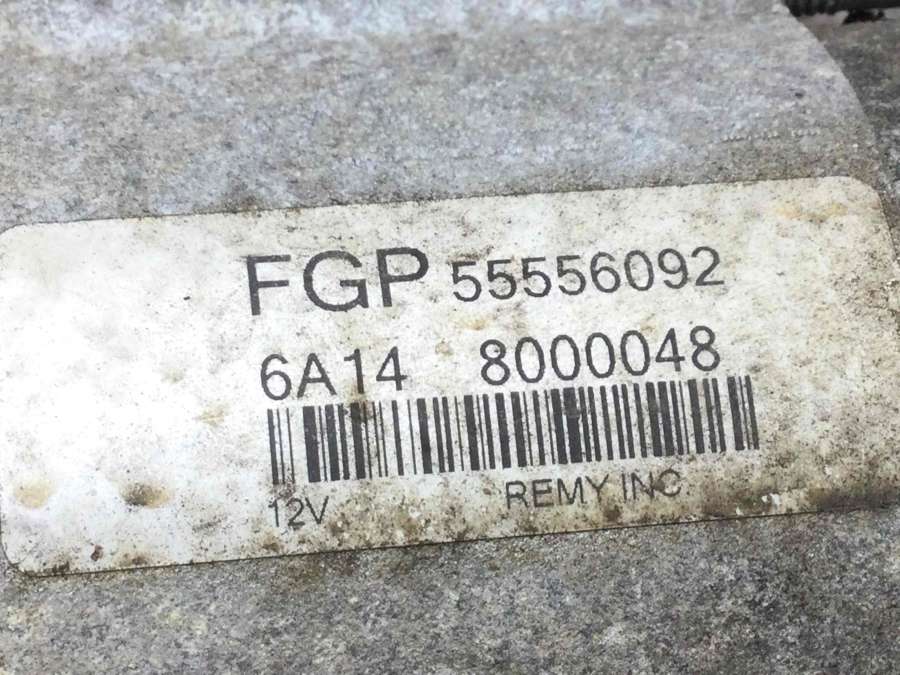 FGP 55556092
6A14 8000048
12V REMY INC